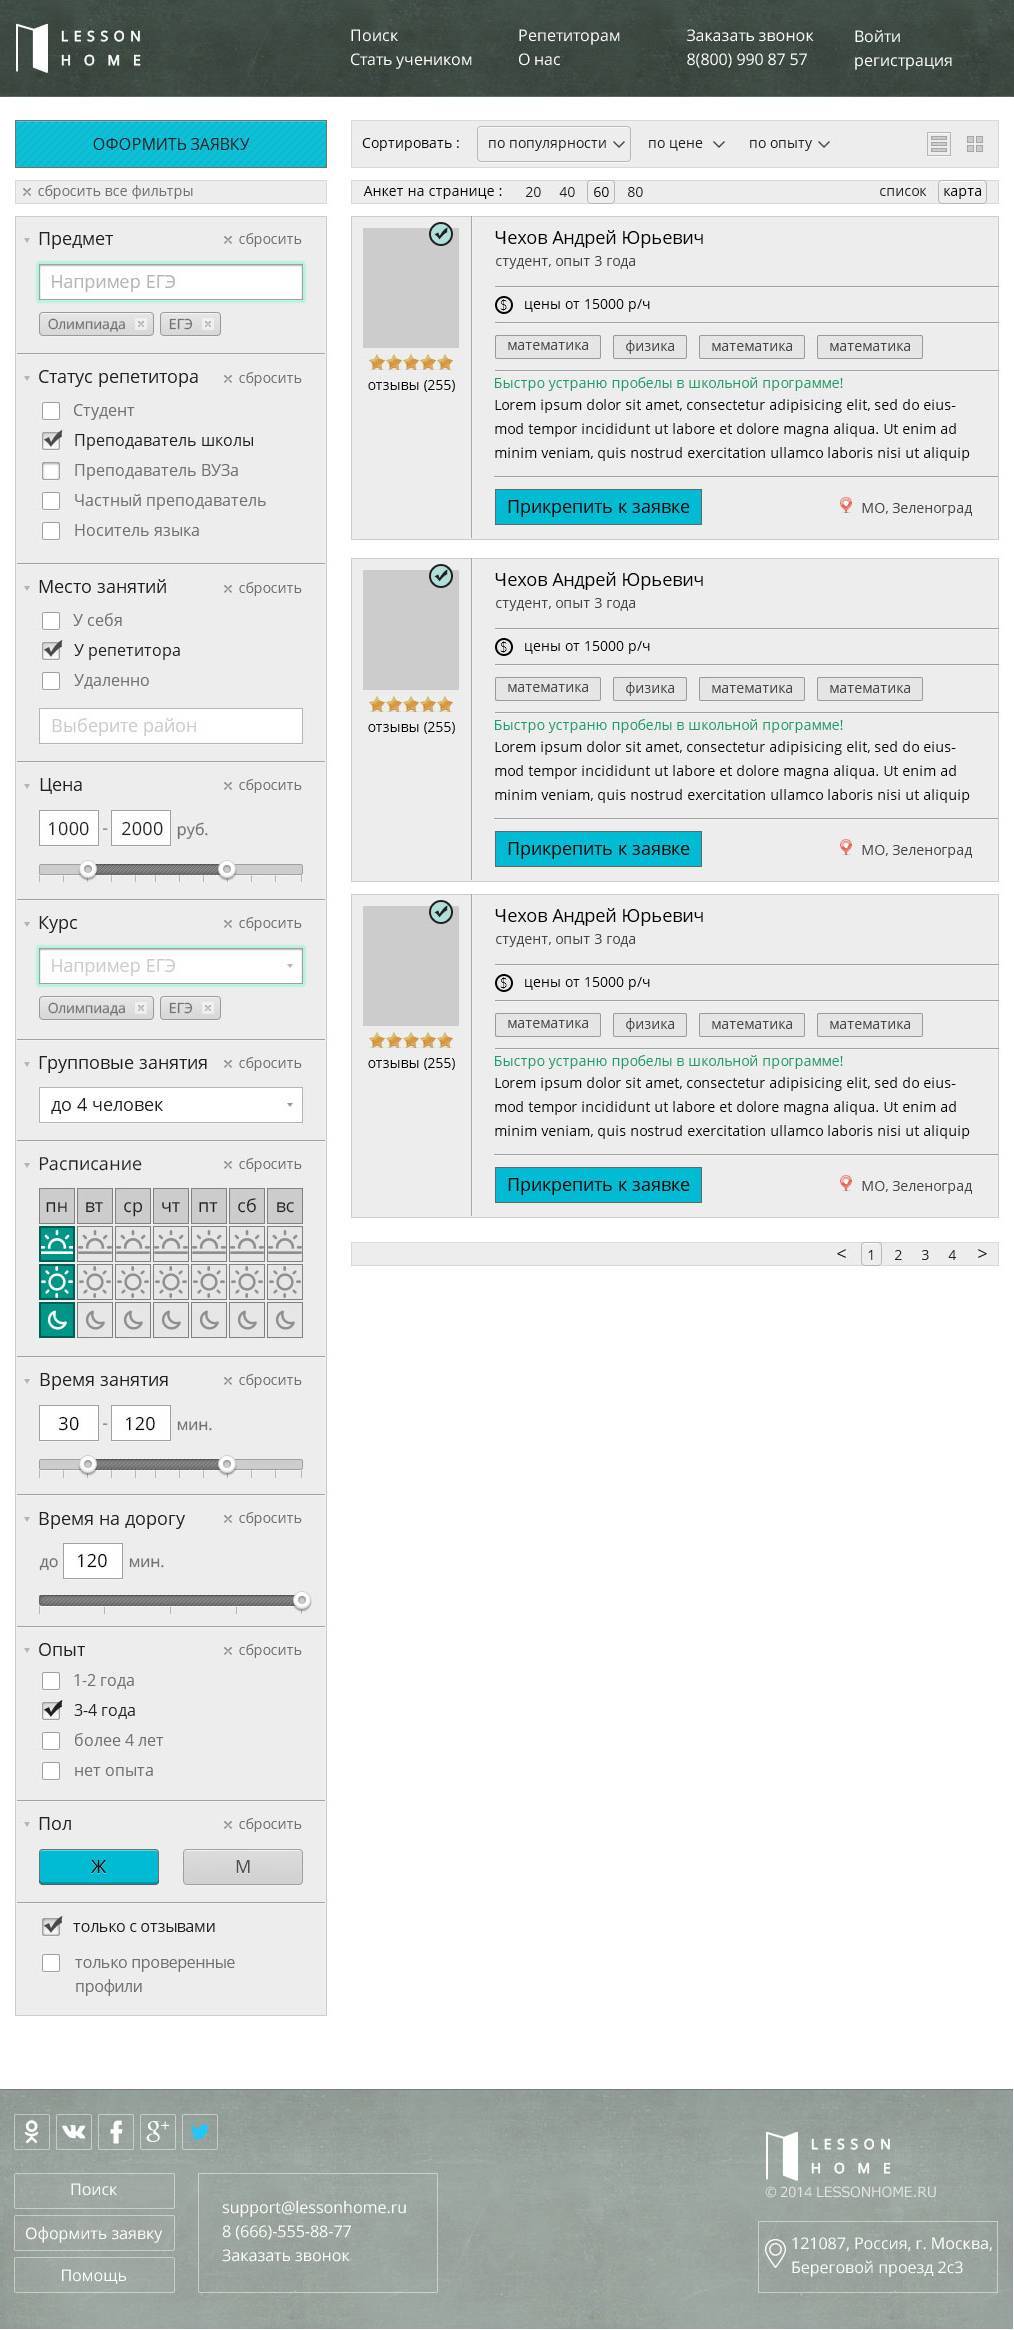 LESSON
HOME
Поиск
Стать учеником
Репетиторам
О нас
Заказать звонок
8(800) 990 87 57
Войти
регистрация
ОФОРМИТЬ ЗАЯВКУ
сбросить все фильтры
Предмет
сбросить
Например ЕГЭ
Олимпиада
ЕГЭ
Статус репетитора
сбросить
Студент
Преподаватель школы
Преподаватель ВУЗа
Частный преподаватель
Носитель языка
Место занятий
сбросить
У себя
У репетитора
Удаленно
Выберите район
Цена
сбросить
1000 - 2000 руб.
Курс
сбросить
Например ЕГЭ
Олимпиада
ЕГЭ
Групповые занятия
сбросить
до 4 человек
Расписание
сбросить
пн вт ср чт пт сб вс
Время занятия
сбросить
30 - 120 мин.
Время на дорогу
сбросить
до 120 мин.
Опыт
сбросить
1-2 года
3-4 года
более 4 лет
нет опыта
Пол
сбросить
Ж
М
только с отзывами
только проверенные
профили
Сортировать : по популярности по цене по опыту
Анкет на странице : 20 40 60 80 список карта
Чехов Андрей Юрьевич
студент, опыт 3 года
$ цены от 15000 р/ч
математика физика математика математика
отзывы (255)
Быстро устраню пробелы в школьной программе!
Lorem ipsum dolor sit amet, consectetur adipisicing elit, sed do eius-
mod tempor incididunt ut labore et dolore magna aliqua. Ut enim ad
minim veniam, quis nostrud exercitation ullamco laboris nisi ut aliquip
Прикрепить к заявке
МО, Зеленоград
Чехов Андрей Юрьевич
студент, опыт 3 года
$ цены от 15000 р/ч
математика физика математика математика
отзывы (255)
Быстро устраню пробелы в школьной программе!
Lorem ipsum dolor sit amet, consectetur adipisicing elit, sed do eius-
mod tempor incididunt ut labore et dolore magna aliqua. Ut enim ad
minim veniam, quis nostrud exercitation ullamco laboris nisi ut aliquip
Прикрепить к заявке
МО, Зеленоград
Чехов Андрей Юрьевич
студент, опыт 3 года
$ цены от 15000 р/ч
математика физика математика математика
отзывы (255)
Быстро устраню пробелы в школьной программе!
Lorem ipsum dolor sit amet, consectetur adipisicing elit, sed do eius-
mod tempor incididunt ut labore et dolore magna aliqua. Ut enim ad
minim veniam, quis nostrud exercitation ullamco laboris nisi ut aliquip
Прикрепить к заявке
МО, Зеленоград
< 1 2 3 4 >
Поиск
Оформить заявку
Помощь
support@lessonhome.ru
8 (666)-555-88-77
Заказать звонок
LESSON
HOME
© 2014 LESSONHOME.RU
121087, Россия, г. Москва,
Береговой проезд 2с3